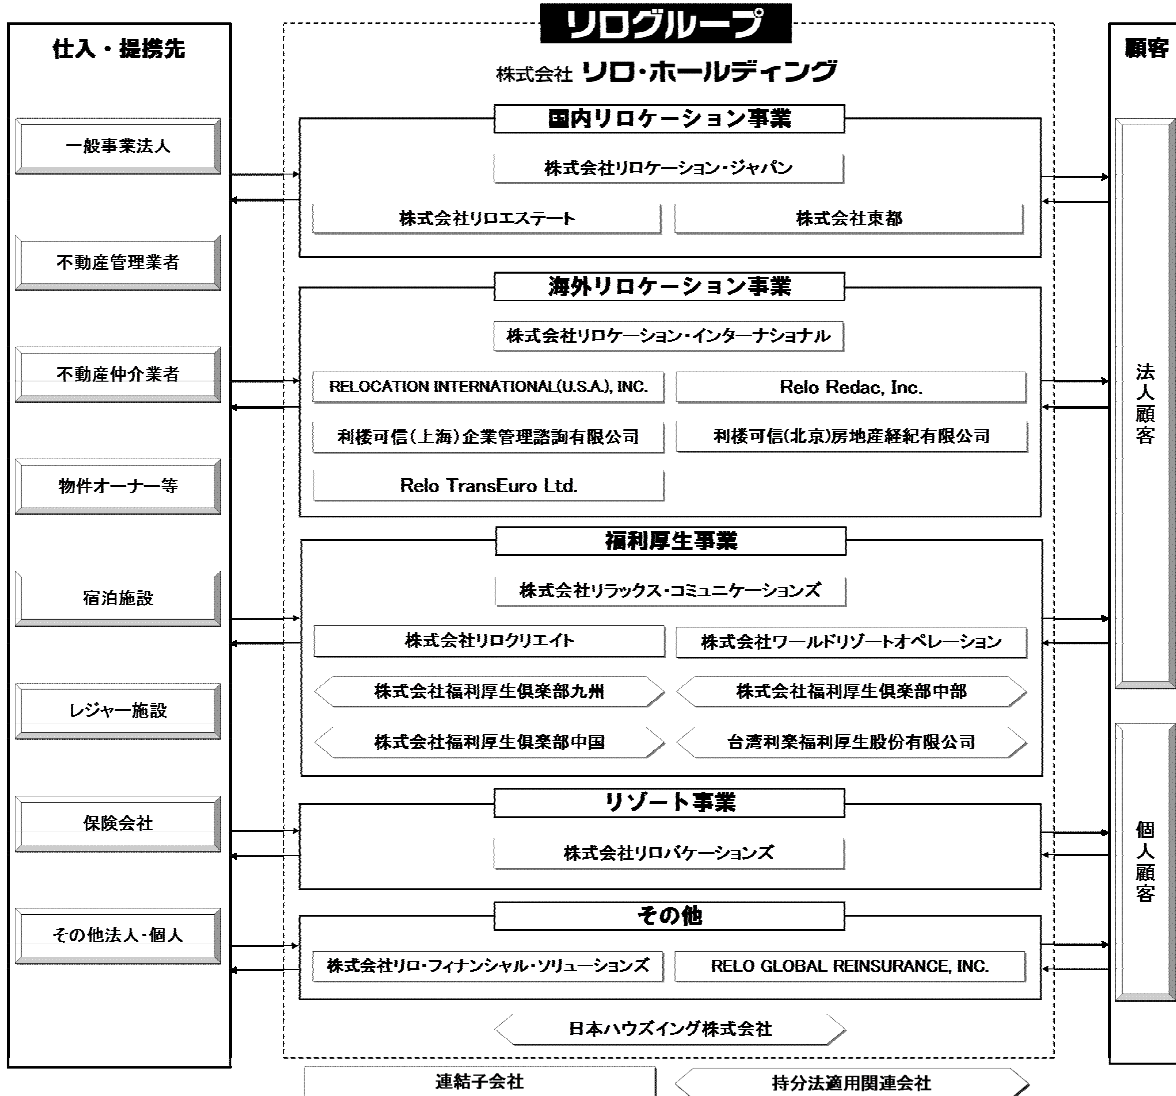 リログループ
株式会社 リロ・ホールディング
仕入・提携先
一般事業法人
不動産管理業者
不動産仲介業者
物件オーナー等
宿泊施設
レジャー施設
保険会社
その他法人・個人
国内リロケーション事業
株式会社リロケーション・ジャパン
株式会社リロエステート
株式会社東都
海外リロケーション事業
株式会社リロケーション・インターナショナル
RELOCATION INTERNATIONAL(U.S.A.), INC.
Relo Redac, Inc.
利楼可信(上海)企業管理諮詢有限公司
利楼可信(北京)房地産経紀有限公司
Relo TransEuro Ltd.
福利厚生事業
株式会社リラックス・コミュニケーションズ
株式会社リロクリエイト
株式会社ワールドリゾートオペレーション
株式会社福利厚生倶楽部九州
株式会社福利厚生倶楽部中部
株式会社福利厚生倶楽部中国
台湾利楽福利厚生股份有限公司
リゾート事業
株式会社リロバケーションズ
その他
株式会社リロ・フィナンシャル・ソリューションズ
RELO GLOBAL REINSURANCE, INC.
日本ハウズイング株式会社
顧客
法人顧客
個人顧客
連結子会社
持分法適用関連会社